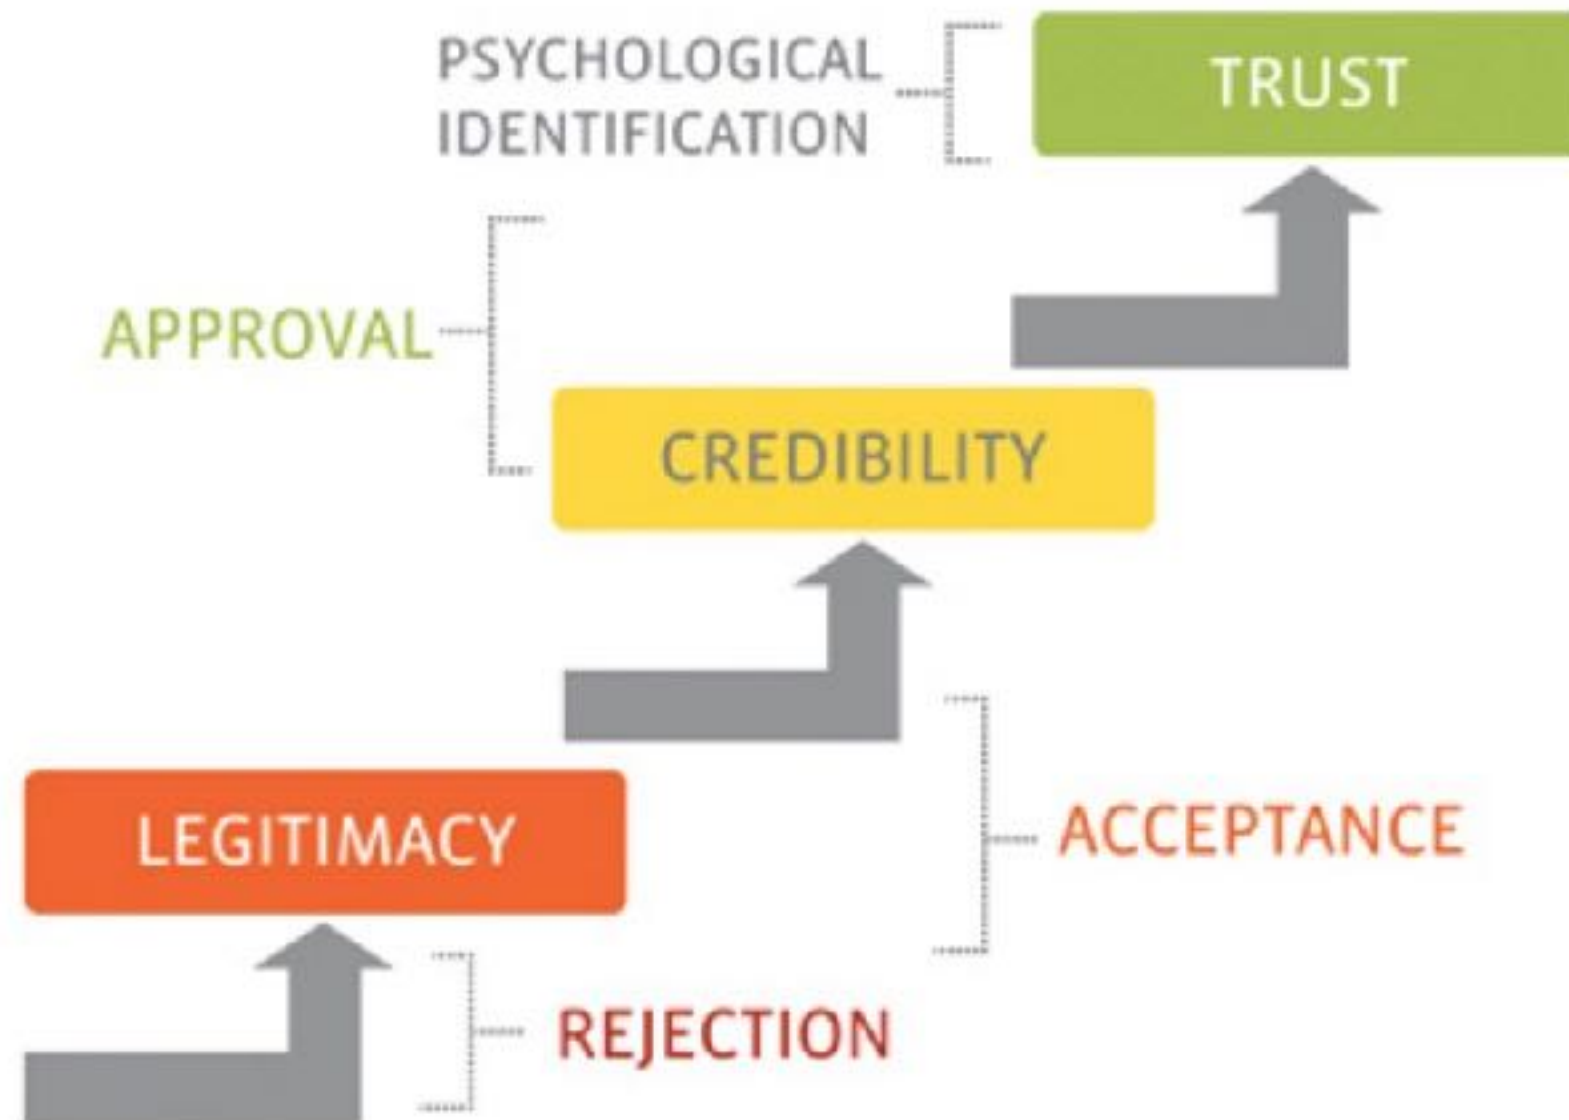 PSYCHOLOGICAL
IDENTIFICATION
TRUST
APPROVAL
CREDIBILITY
LEGITIMACY
ACCEPTANCE
REJECTION